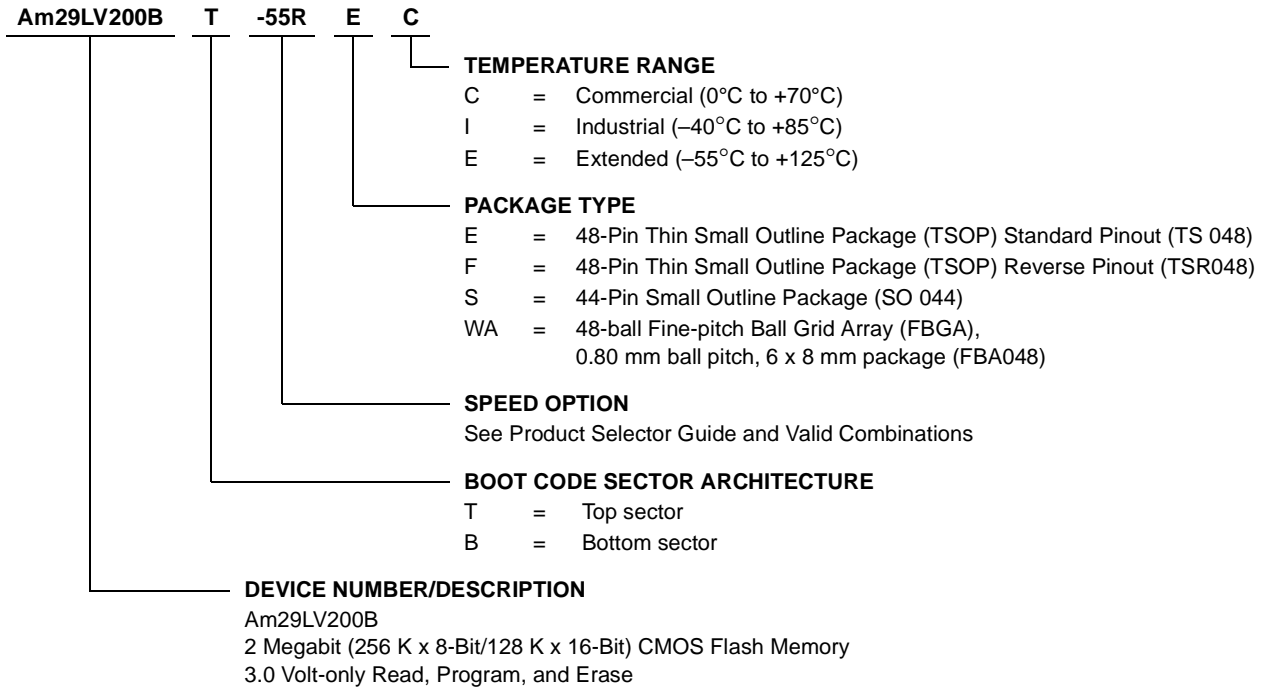 Am29LV200B T -55R E C
TEMPERATURE RANGE
C = Commercial (0°C to +70°C)
I = Industrial (–40°C to +85°C)
E = Extended (–55°C to +125°C)
PACKAGE TYPE
E = 48-Pin Thin Small Outline Package (TSOP) Standard Pinout (TS 048)
F = 48-Pin Thin Small Outline Package (TSOP) Reverse Pinout (TSR048)
S = 44-Pin Small Outline Package (SO 044)
WA = 48-ball Fine-pitch Ball Grid Array (FBGA),
0.80 mm ball pitch, 6 x 8 mm package (FBA048)
SPEED OPTION
See Product Selector Guide and Valid Combinations
BOOT CODE SECTOR ARCHITECTURE
T = Top sector
B = Bottom sector
DEVICE NUMBER/DESCRIPTION
Am29LV200B
2 Megabit (256 K x 8-Bit/128 K x 16-Bit) CMOS Flash Memory
3.0 Volt-only Read, Program, and Erase